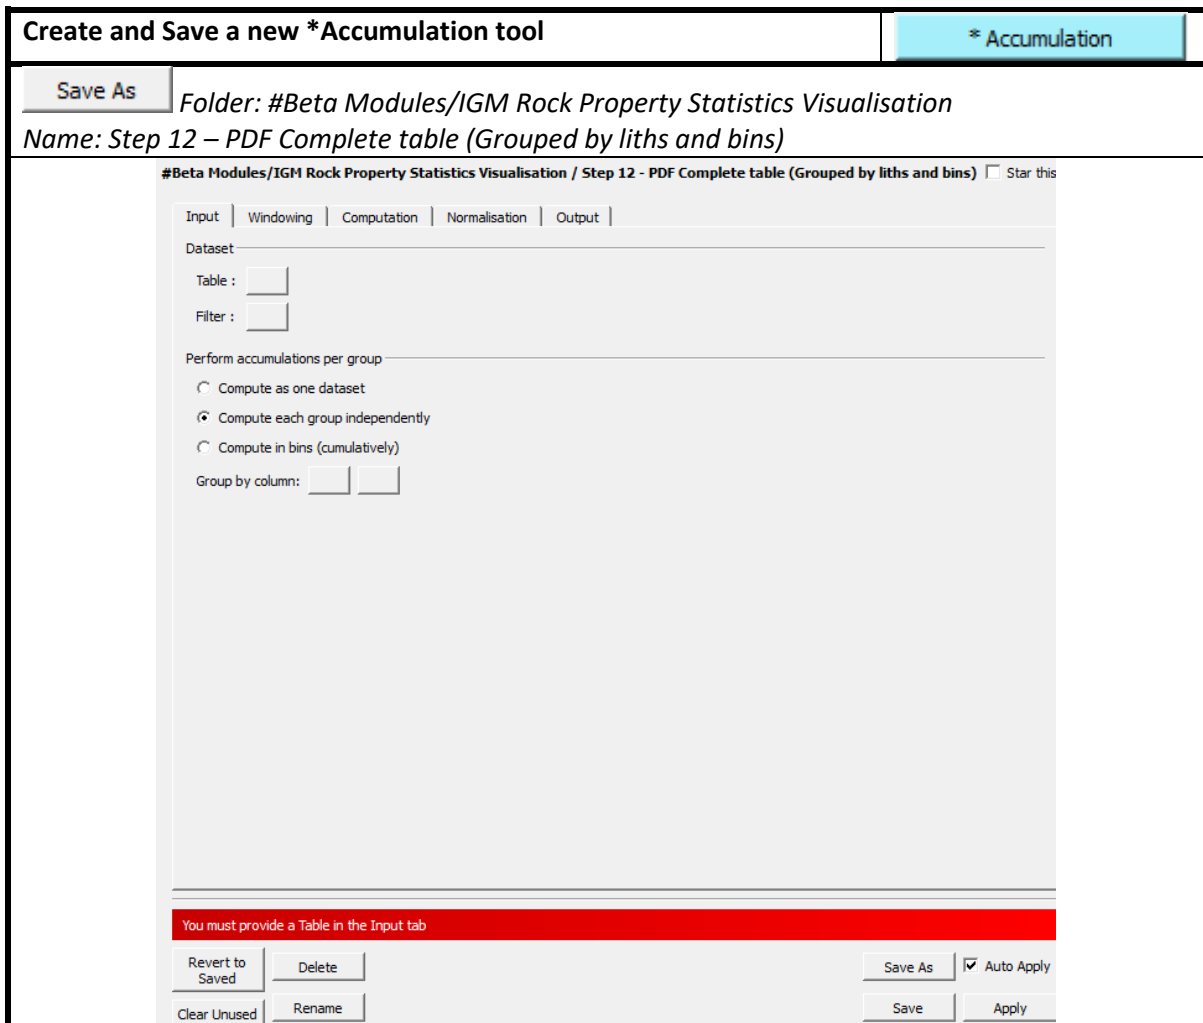 Create and Save a new *Accumulation tool
* Accumulation
Save As Folder: #Beta Modules/IGM Rock Property Statistics Visualisation
Name: Step 12 – PDF Complete table (Grouped by liths and bins)
#Beta Modules/IGM Rock Property Statistics Visualisation / Step 12 - PDF Complete table (Grouped by liths and bins) Star this
Input Windowing Computation Normalisation Output
Dataset
Table :
Filter :
Perform accumulations per group
Compute as one dataset
Compute each group independently
Compute in bins (cumulatively)
Group by column:
You must provide a Table in the Input tab
Revert to
Saved
Delete
Save As
Auto Apply
Clear Unused
Rename
Save
Apply